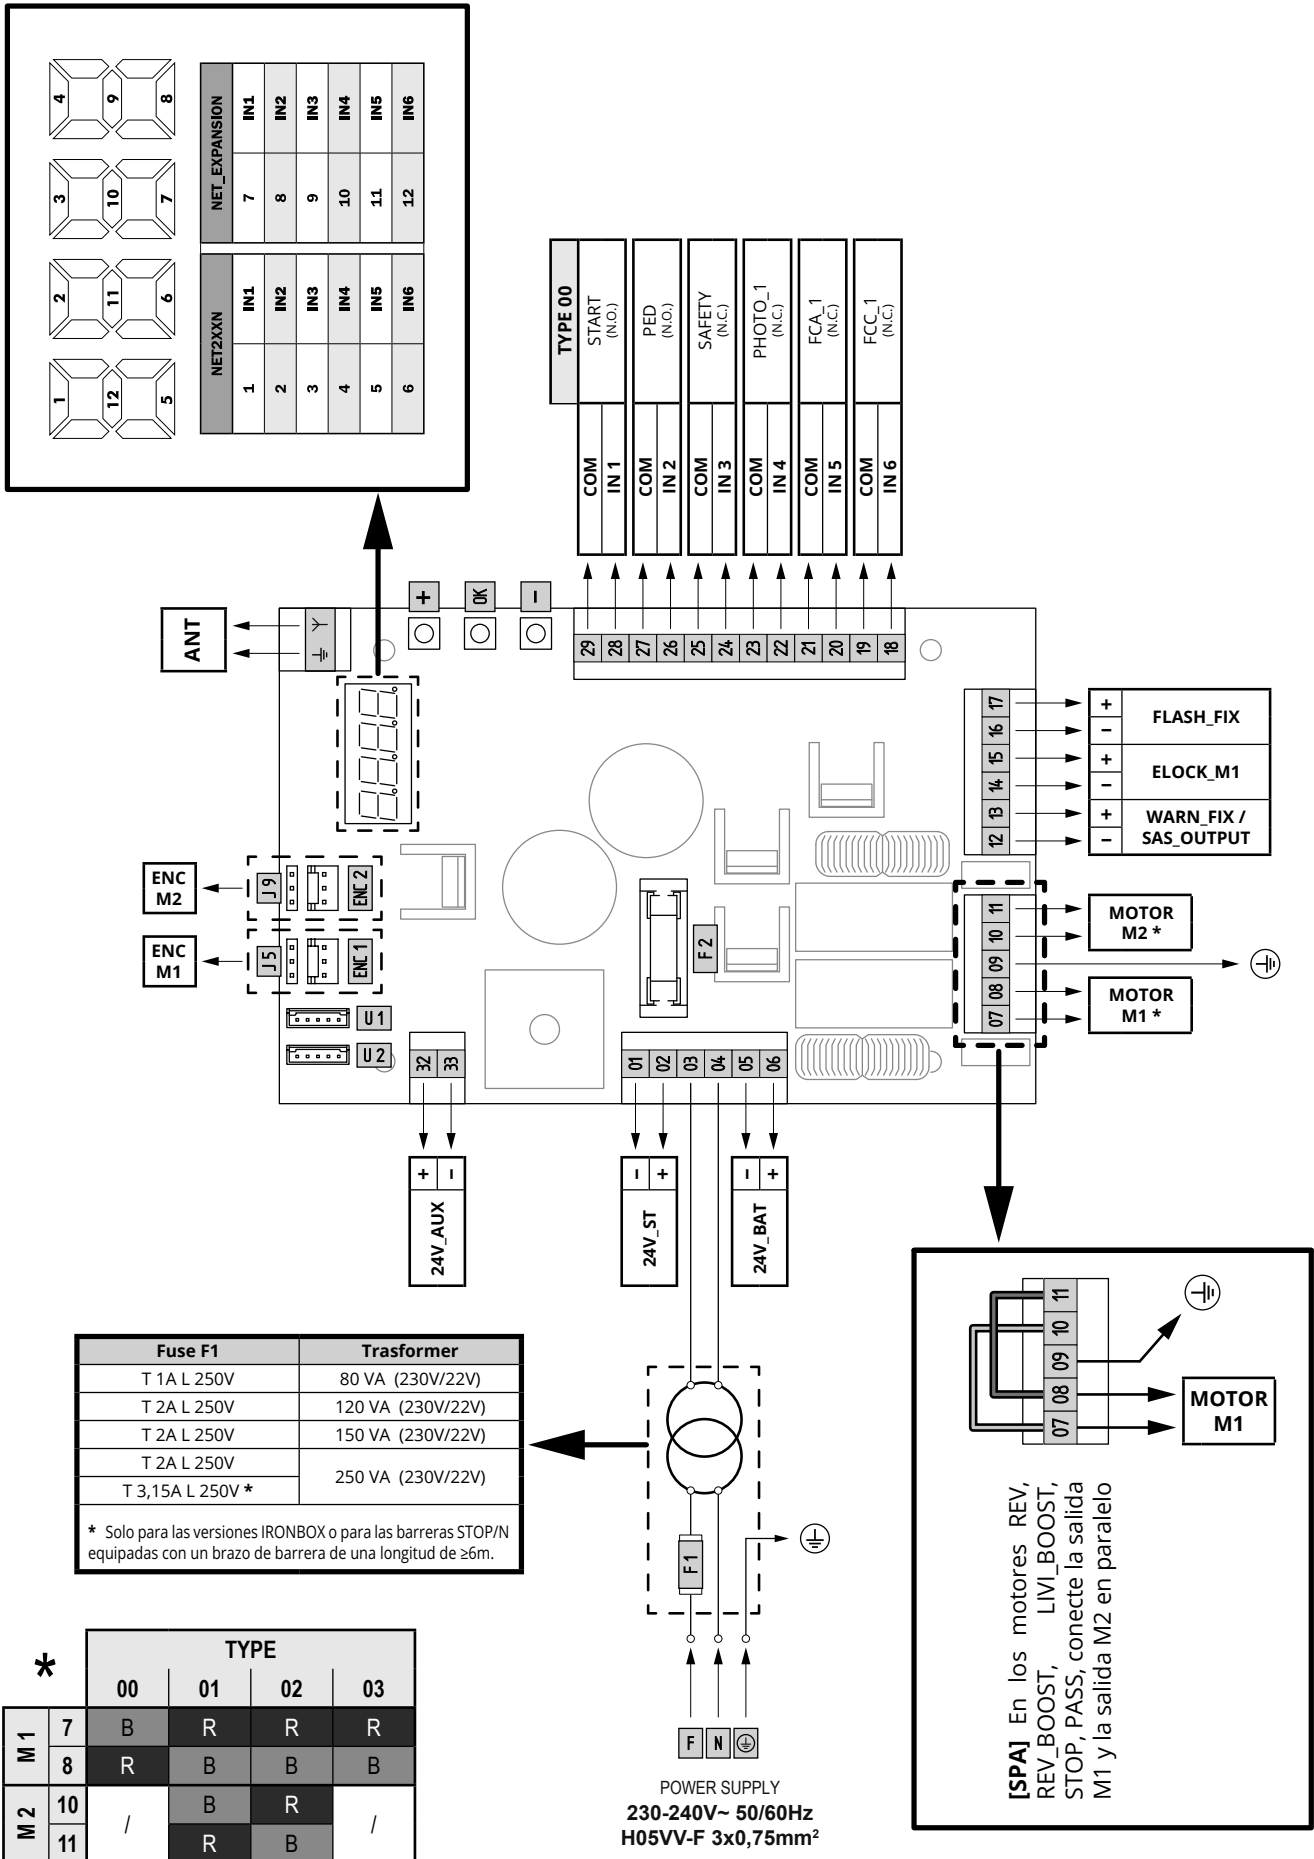 4 9 8
3 10 7
2 11 6
1 12 5
NET2XXN NET_EXPANSION
1 IN1 7 IN1
2 IN2 8 IN2
3 IN3 9 IN3
4 IN4 10 IN4
5 IN5 11 IN5
6 IN6 12 IN6
TYPE 00
COM IN 1 START (N.O.)
COM IN 2 PED (N.O.)
COM IN 3 SAFETY (N.C.)
COM IN 4 PHOTO_1 (N.C.)
COM IN 5 FCA_1 (N.C.)
COM IN 6 FCC_1 (N.C.)
ANT
+ OK −
29 28 27 26 25 24 23 22 21 20 19 18
17 + FLASH_FIX
16 −
15 + ELOCK_M1
14 −
13 + WARN_FIX /
12 − SAS_OUTPUT
ENC M2
J9 ENC 2
ENC M1
J5 ENC 1
U1
U2
F2
11 10 09 08 07
MOTOR
M2 *
MOTOR
M1 *
32 33
01 02 03 04 05 06
+ −
24V_AUX
− +
24V_ST
− +
24V_BAT
Fuse F1 Trasformer
T 1A L 250V 80 VA (230V/22V)
T 2A L 250V 120 VA (230V/22V)
T 2A L 250V 150 VA (230V/22V)
T 2A L 250V 250 VA (230V/22V)
T 3,15A L 250V *
* Solo para las versiones IRONBOX o para las barreras STOP/N
equipadas con un brazo de barrera de una longitud de ≥6m.
F1
F N
POWER SUPPLY
230-240V~ 50/60Hz
H05VV-F 3x0,75mm²
11 10 09 08 07
MOTOR
M1
[SPA] En los motores REV,
REV_BOOST, LIVI_BOOST,
STOP, PASS, conecte la salida
M1 y la salida M2 en paralelo
* TYPE
00 01 02 03
M 1 7 B R R R
8 R B B B
M 2 10 / B R /
11 R B